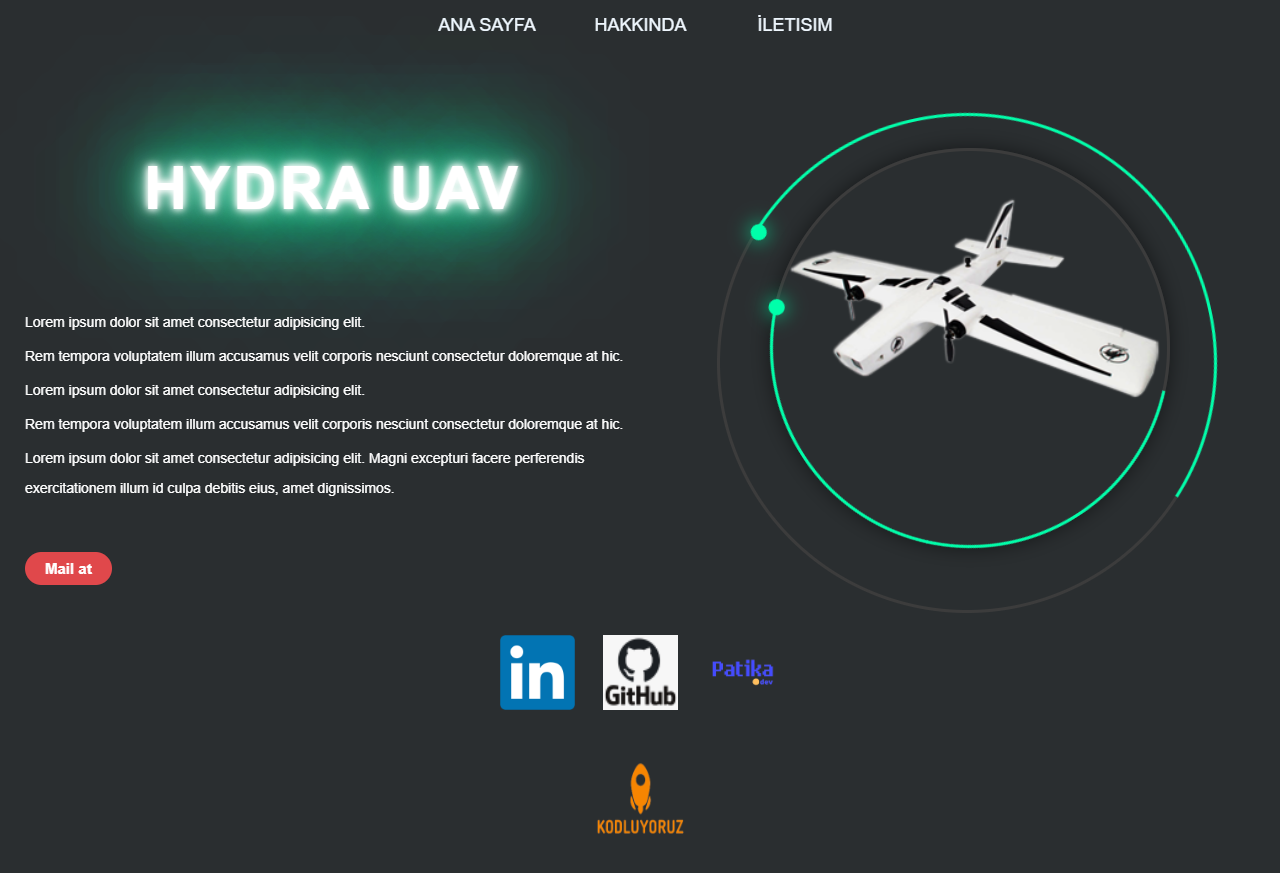 ANA SAYFA HAKKINDA İLETISIM
HYDRA UAV
Lorem ipsum dolor sit amet consectetur adipisicing elit.
Rem tempora voluptatem illum accusamus velit corporis nesciunt consectetur doloremque at hic.
Lorem ipsum dolor sit amet consectetur adipisicing elit.
Rem tempora voluptatem illum accusamus velit corporis nesciunt consectetur doloremque at hic.
Lorem ipsum dolor sit amet consectetur adipisicing elit. Magni excepturi facere perferendis
exercitationem illum id culpa debitis eius, amet dignissimos.
Mail at
in
GitHub
Patika
dev
KODLUYORUZ